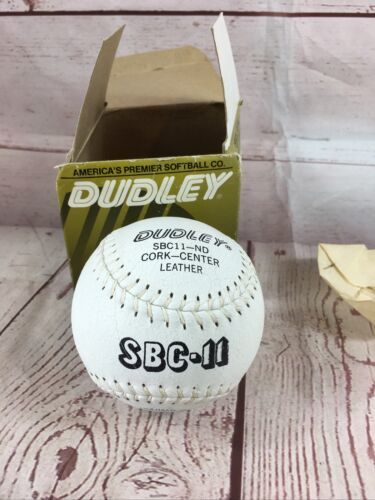 AMERICA'S PREMIER SOFTBALL CO.
DUDLEY®
DUDLEY®
SBC11-ND
CORK-CENTER
LEATHER
SBC-11